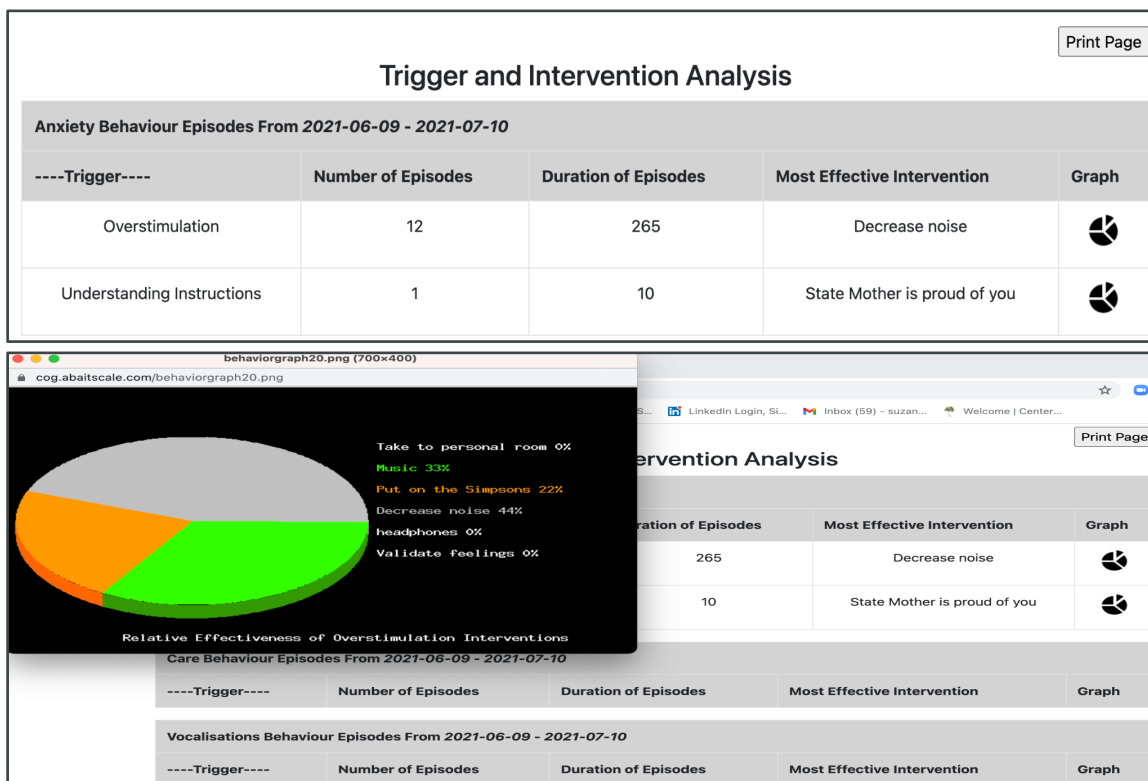 Print Page
Trigger and Intervention Analysis
Anxiety Behaviour Episodes From 2021-06-09 - 2021-07-10
----Trigger---- Number of Episodes Duration of Episodes Most Effective Intervention Graph
Overstimulation 12 265 Decrease noise
Understanding Instructions 1 10 State Mother is proud of you
behaviorgraph20.png (700×400)
cog.abaitscale.com/behaviorgraph20.png
Take to personal room 0%
Music 33%
Put on the Simpsons 22%
Decrease noise 44%
headphones 0%
Validate feelings 0%
Relative Effectiveness of Overstimulation Interventions
S... LinkedIn Login, Si... Inbox (59) - suzan... Welcome | Center...
Print Page
ervention Analysis
ration of Episodes Most Effective Intervention Graph
265 Decrease noise
10 State Mother is proud of you
Care Behaviour Episodes From 2021-06-09 - 2021-07-10
----Trigger---- Number of Episodes Duration of Episodes Most Effective Intervention Graph
Vocalisations Behaviour Episodes From 2021-06-09 - 2021-07-10
----Trigger---- Number of Episodes Duration of Episodes Most Effective Intervention Graph